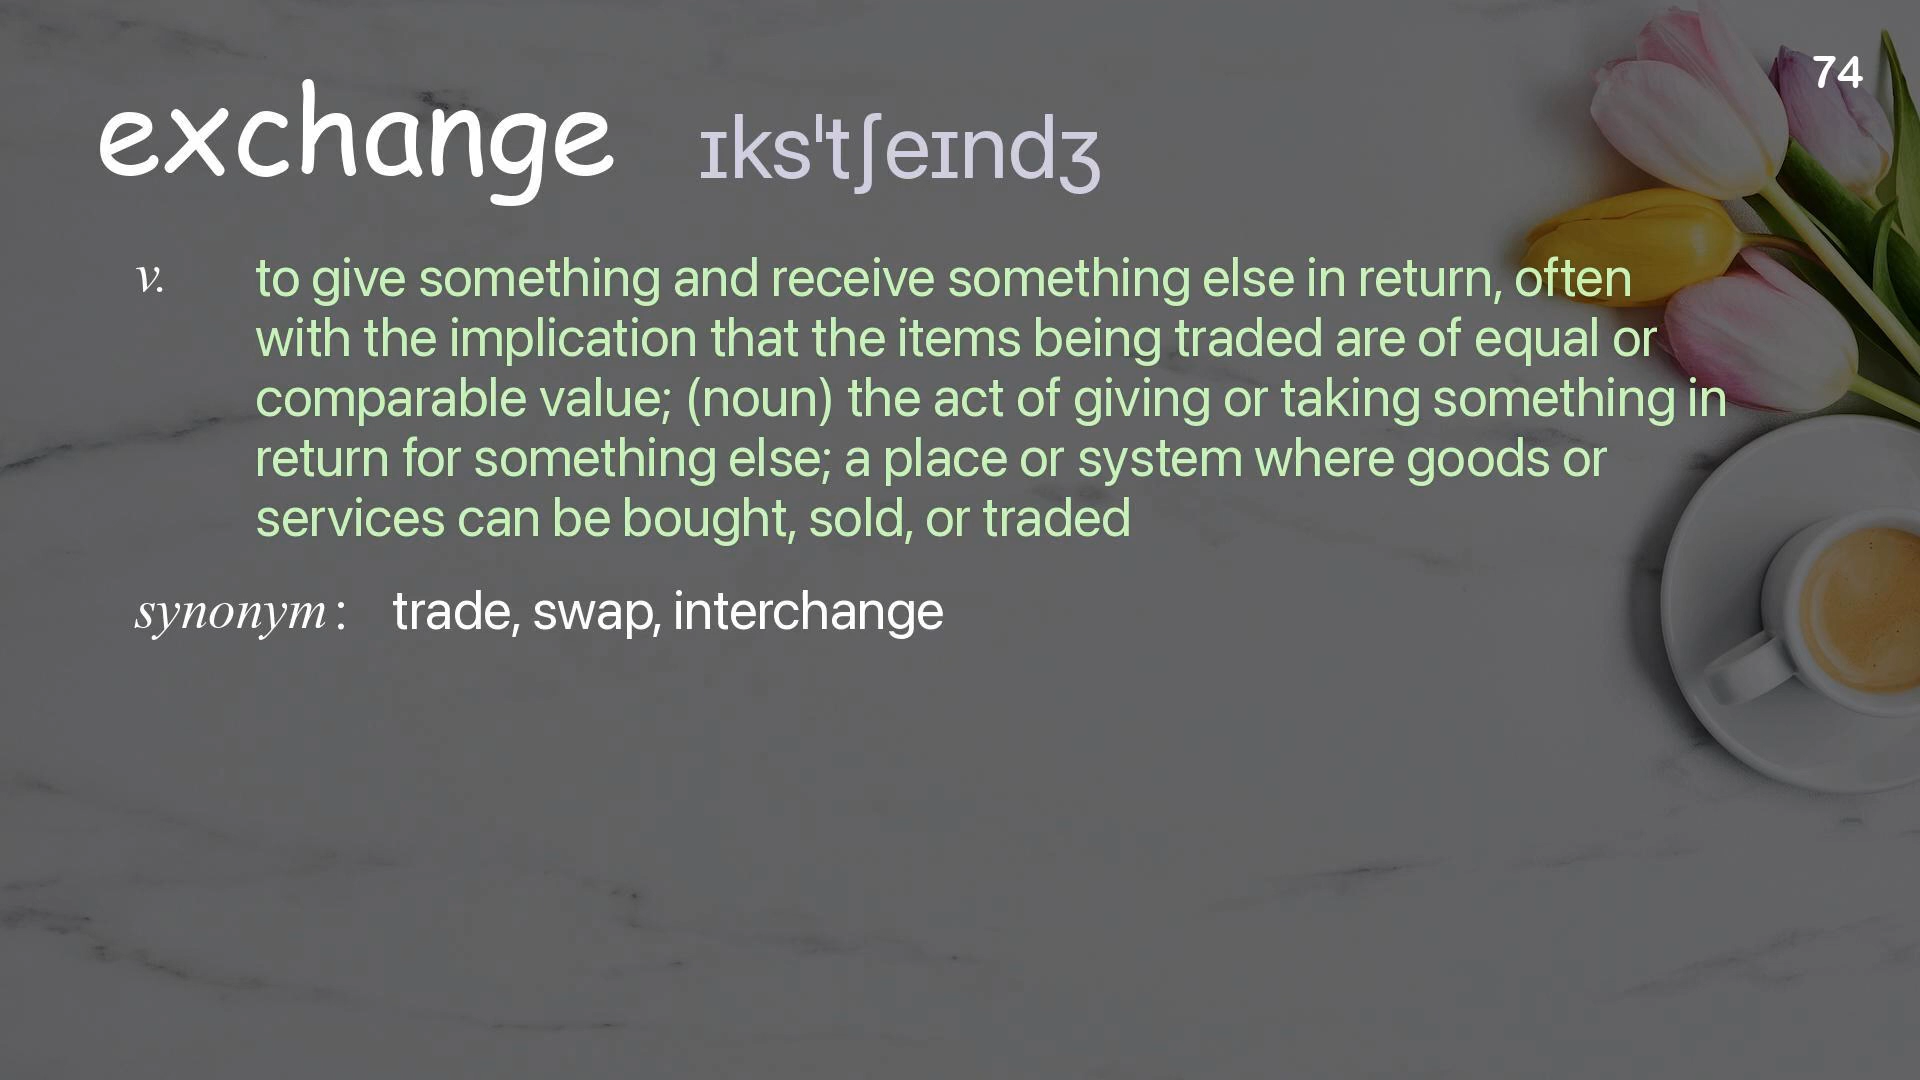 74
exchange ɪksˈtʃeɪndʒ
v. to give something and receive something else in return, often
with the implication that the items being traded are of equal or
comparable value; (noun) the act of giving or taking something in
return for something else; a place or system where goods or
services can be bought, sold, or traded
synonym: trade, swap, interchange